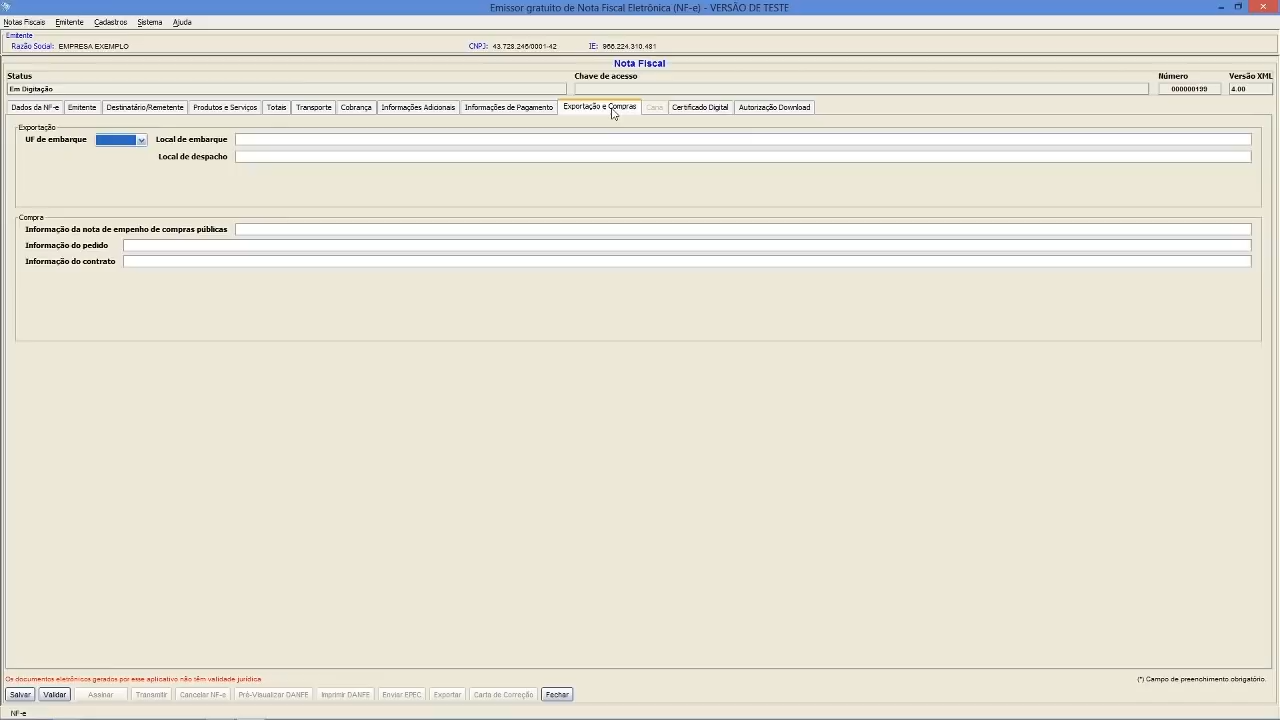 Emissor gratuito de Nota Fiscal Eletrônica (NF-e) - VERSÃO DE TESTE
Notas Fiscais Emitente Cadastros Sistema Ajuda
Emitente
Razão Social: EMPRESA EXEMPLO CNPJ: 43.728.245/0001-42 IE: 966.224.310.481
Nota Fiscal
Status Chave de acesso Número Versão XML
Em Digitação 000000199 4.00
Dados da NF-e Emitente Destinatário/Remetente Produtos e Serviços Totais Transporte Cobrança Informações Adicionais Informações de Pagamento Exportação e Compras Cana Certificado Digital Autorização Download
Exportação
UF de embarque Local de embarque
Local de despacho
Compra
Informação da nota de empenho de compras públicas
Informação do pedido
Informação do contrato
Os documentos eletrônicos gerados por esse aplicativo não têm validade jurídica (*) Campo de preenchimento obrigatório.
Salvar Validar Assinar Transmitir Cancelar NF-e Pré-Visualizar DANFE Imprimir DANFE Enviar EPEC Exportar Carta de Correção Fechar
NF-e